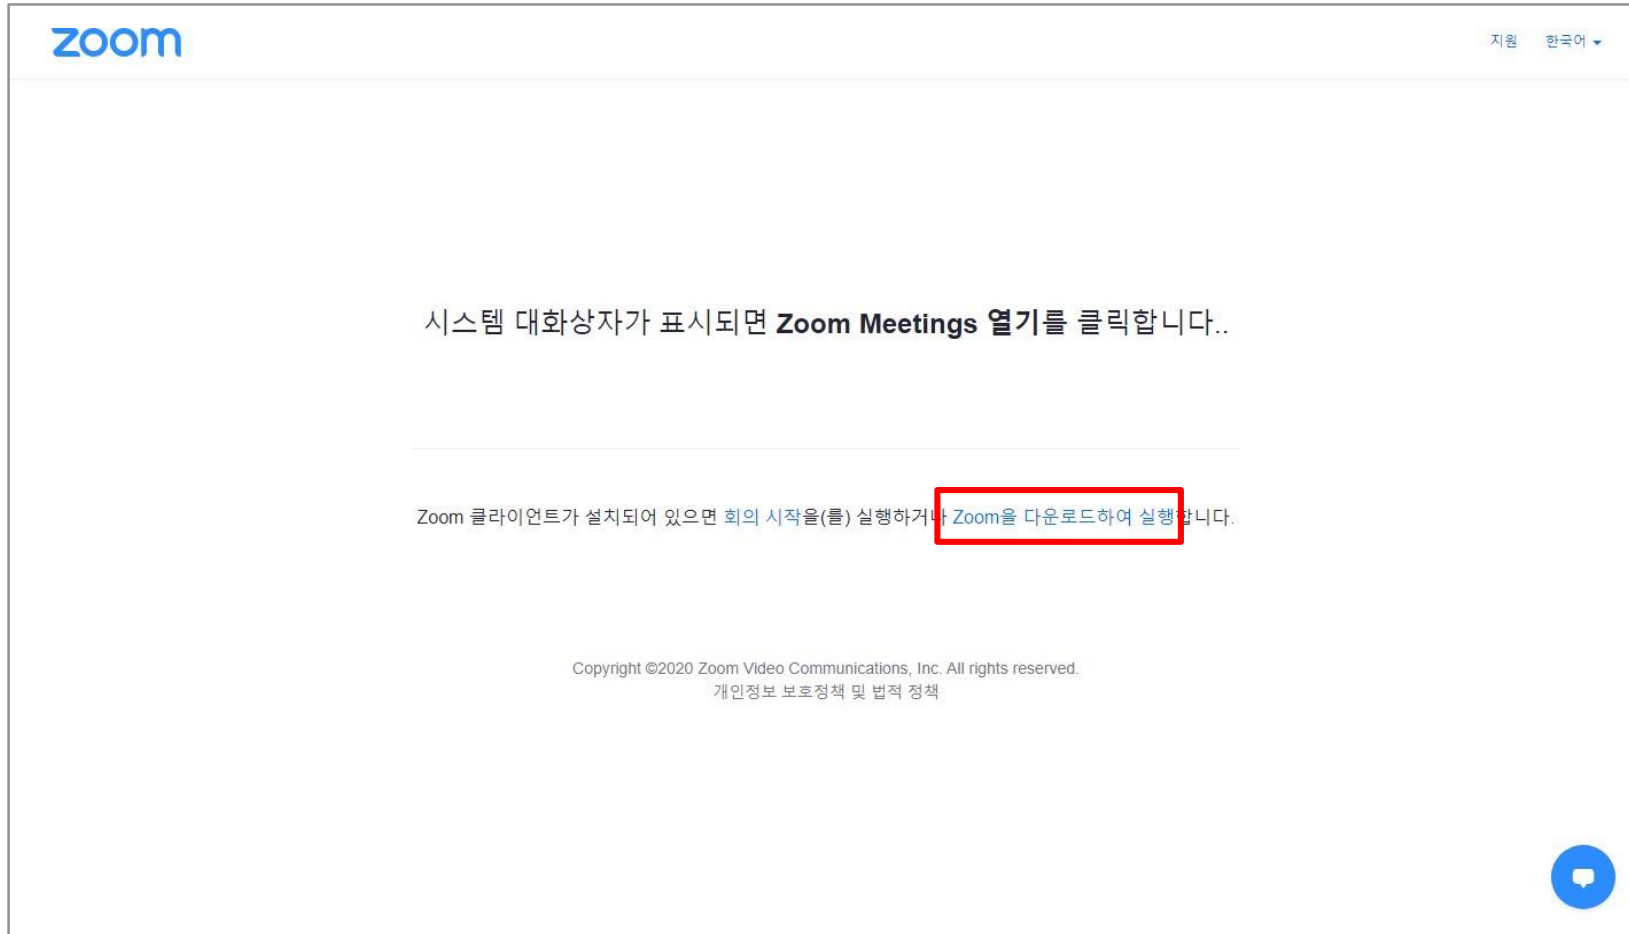 zoom
지원 한국어
시스템 대화상자가 표시되면 Zoom Meetings 열기를 클릭합니다..
Zoom 클라이언트가 설치되어 있으면 회의 시작을(를) 실행하거나 Zoom을 다운로드하여 실행합니다.
Copyright ©2020 Zoom Video Communications, Inc. All rights reserved.
개인정보 보호정책 및 법적 정책